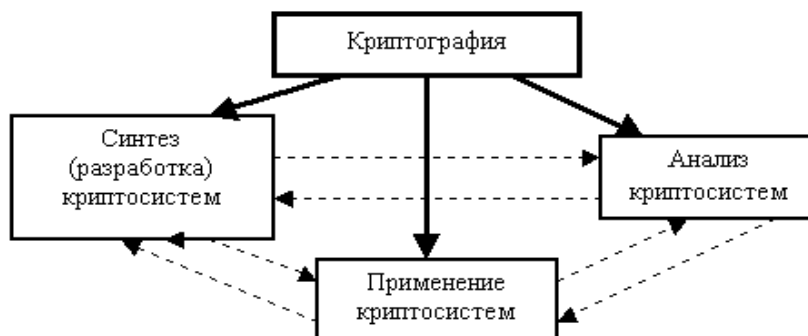 Криптография
Синтез
(разработка)
криптосистем
Анализ
криптосистем
Применение
криптосистем